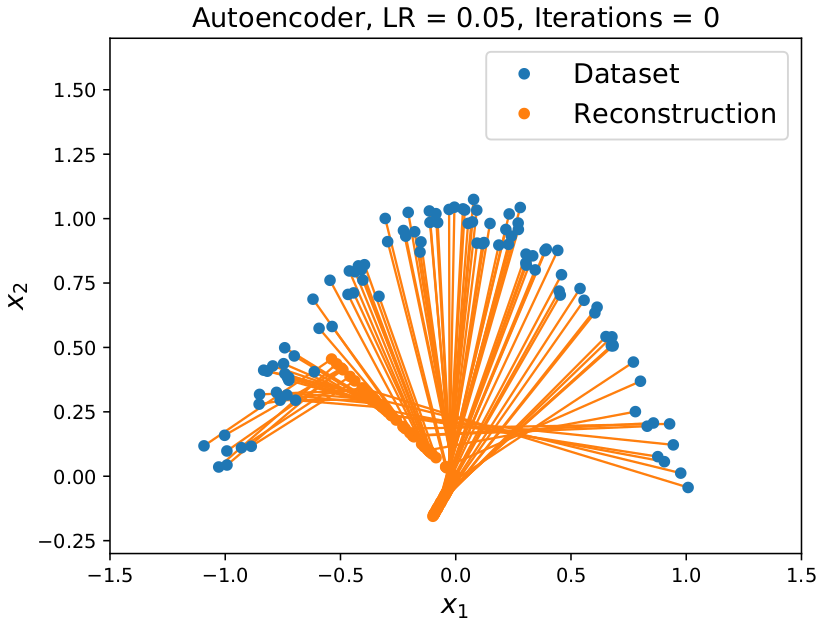 Autoencoder, LR = 0.05, Iterations = 0
Dataset
Reconstruction
x₂
1.50
1.25
1.00
0.75
0.50
0.25
0.00
−0.25
−1.5 −1.0 −0.5 0.0 0.5 1.0 1.5
x₁